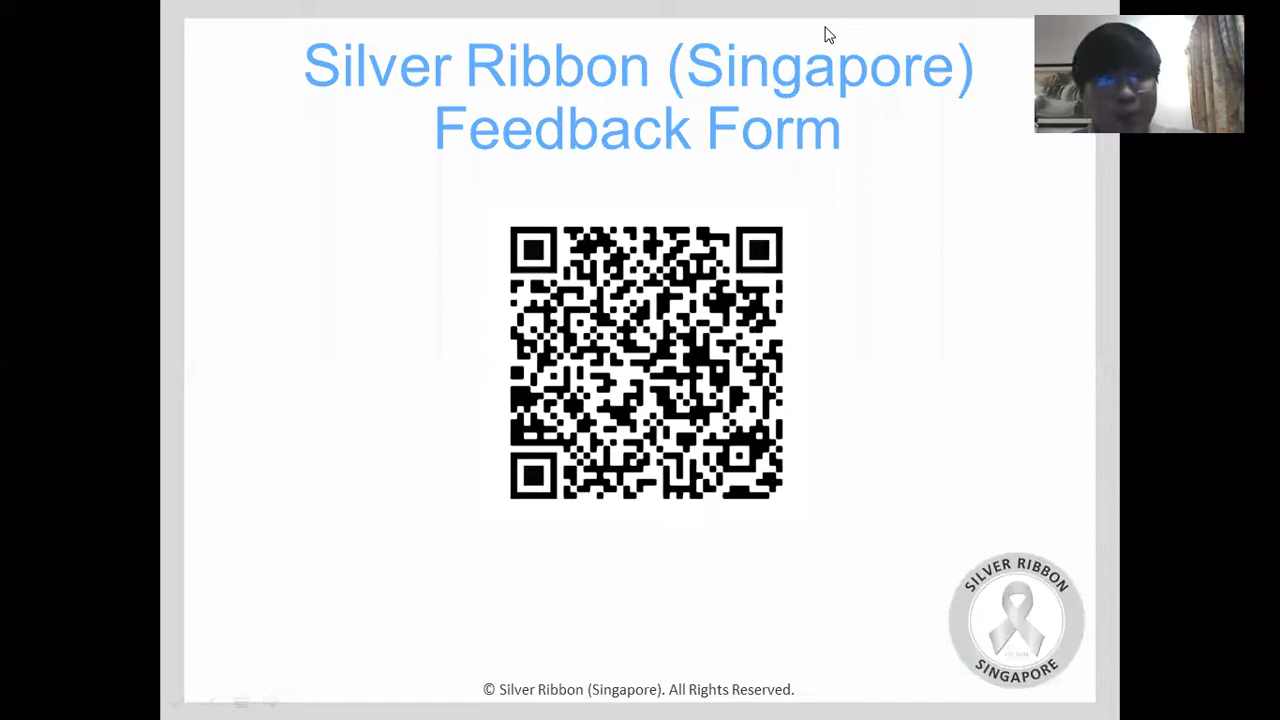 Silver Ribbon (Singapore)
Feedback Form
SILVER RIBBON
SINGAPORE
© Silver Ribbon (Singapore). All Rights Reserved.